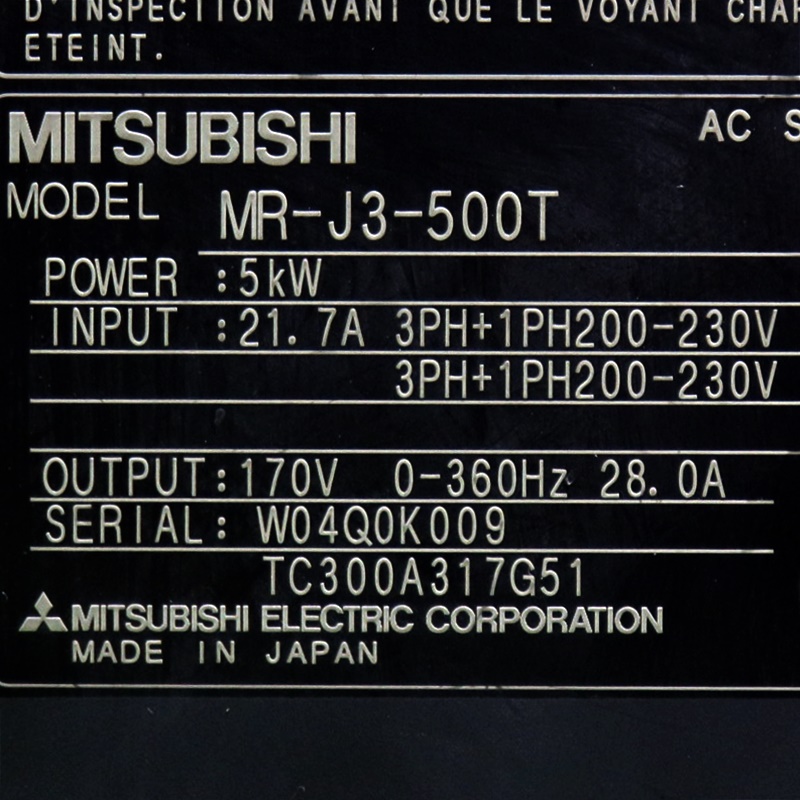 D'INSPECTION AVANT QUE LE VOYANT
ETEINT.
MITSUBISHI AC
MODEL MR-J3-500T
POWER :5kW
INPUT :21.7A 3PH+1PH200-230V
3PH+1PH200-230V
OUTPUT:170V 0-360Hz 28.0A
SERIAL: W04Q0K009
TC300A317G51
MITSUBISHI ELECTRIC CORPORATION
MADE IN JAPAN